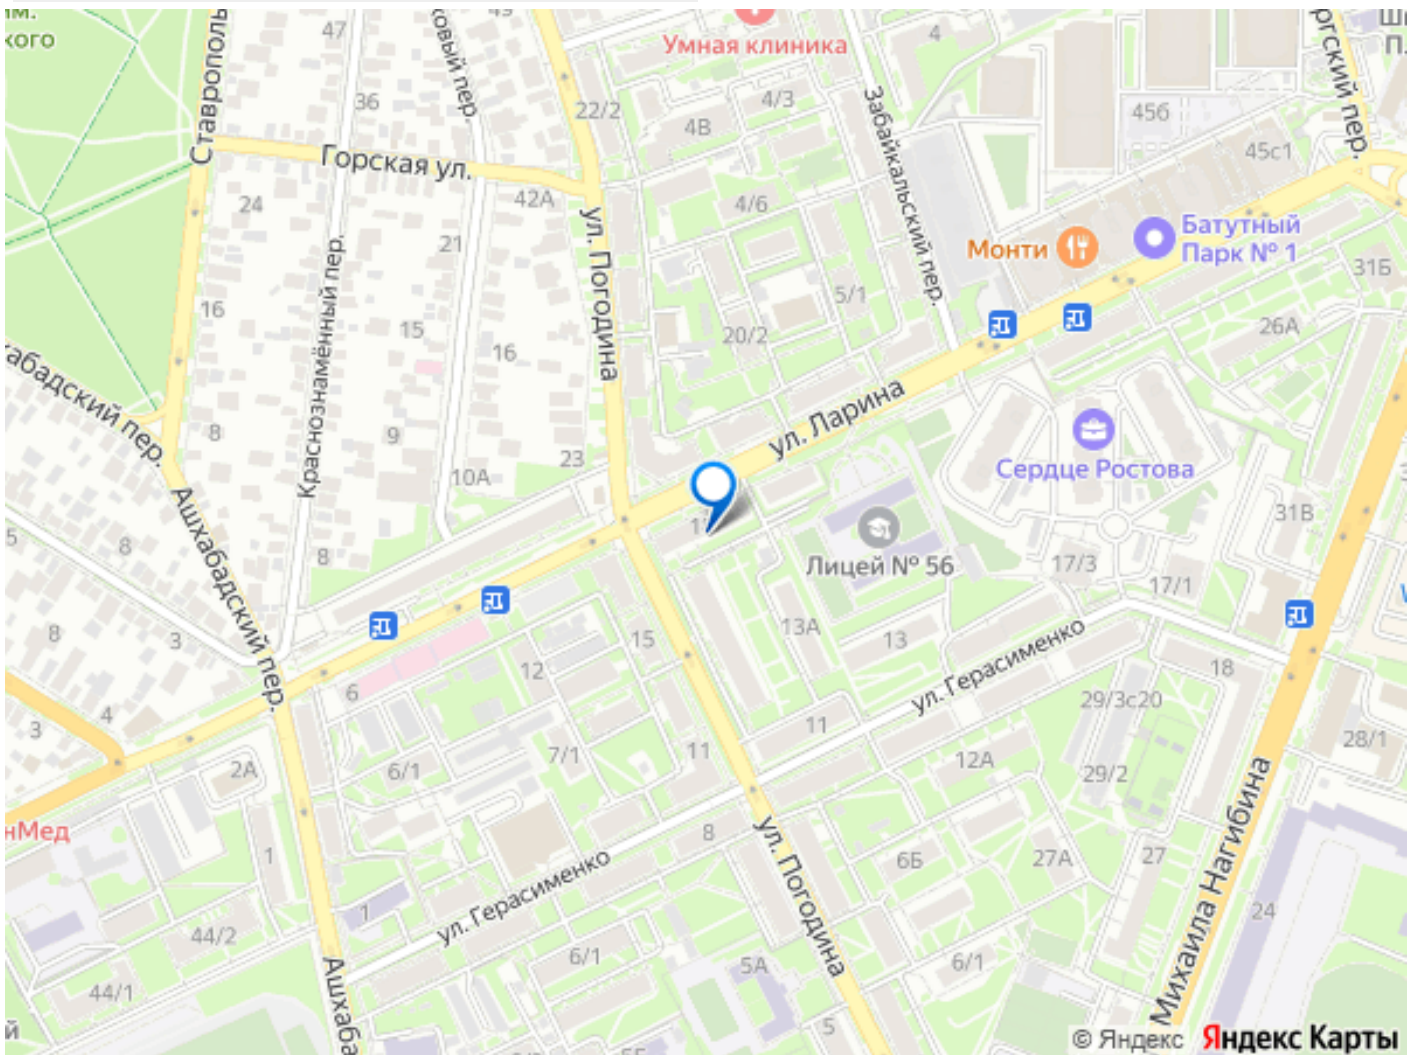 им.
кого
Ставрополь
47
ковый пер.
49
Умная клиника
4
Забайкальский пер.
ргский пер.
36
22/2
4/3
4В
456
45с1
Горская ул.
24
42А
ул. Погодина
4/6
Монти
Батутный
Парк № 1
31Б
21
Краснознамённый пер.
16
15
16
5/1
20/2
26А
хабадский пер.
8
9
10А
23
ул. Ларина
Сердце Ростова
Ашхабадский пер.
5
8
8
31В
Лицей № 56
17/3
17/1
8
3
15
13А
13
ул. Герасименко
12
6
18
29/3с20
4
3
11
11
7/1
2А
6/1
12А
29/2
28/1
нМед
1
8
ул. Погодина
6Б
27А
27
Михаила Нагибина
ул. Герасименко
1
24
44/2
6/1
5А
6/1
44/1
Ашхаба
й
5
© Яндекс Яндекс Карты